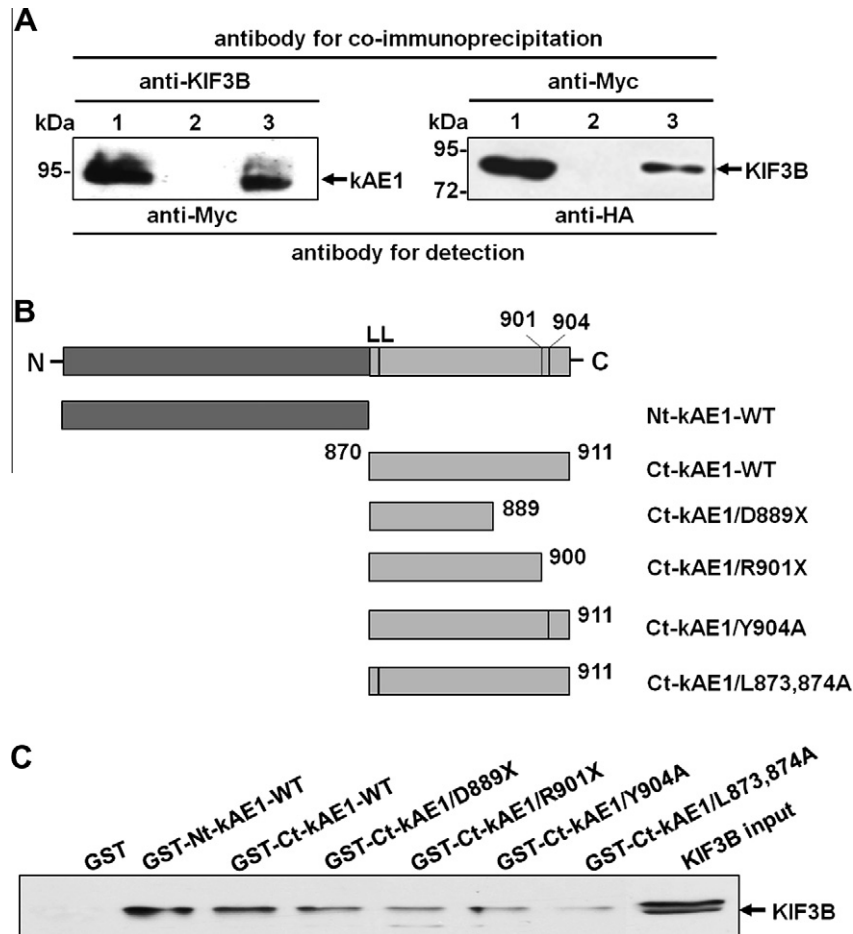 A
antibody for co-immunoprecipitation
anti-KIF3B
anti-Myc
kDa 1 2 3
kDa 1 2 3
95-
kAE1
95-
72-
KIF3B
anti-Myc
anti-HA
antibody for detection
B
LL
901 904
N
C
Nt-kAE1-WT
870 911 Ct-kAE1-WT
889 Ct-kAE1/D889X
900 Ct-kAE1/R901X
911 Ct-kAE1/Y904A
911 Ct-kAE1/L873,874A
C
GST
GST-Nt-kAE1-WT
GST-Ct-kAE1-WT
GST-Ct-kAE1/D889X
GST-Ct-kAE1/R901X
GST-Ct-kAE1/Y904A
GST-Ct-kAE1/L873,874A
KIF3B input
KIF3B